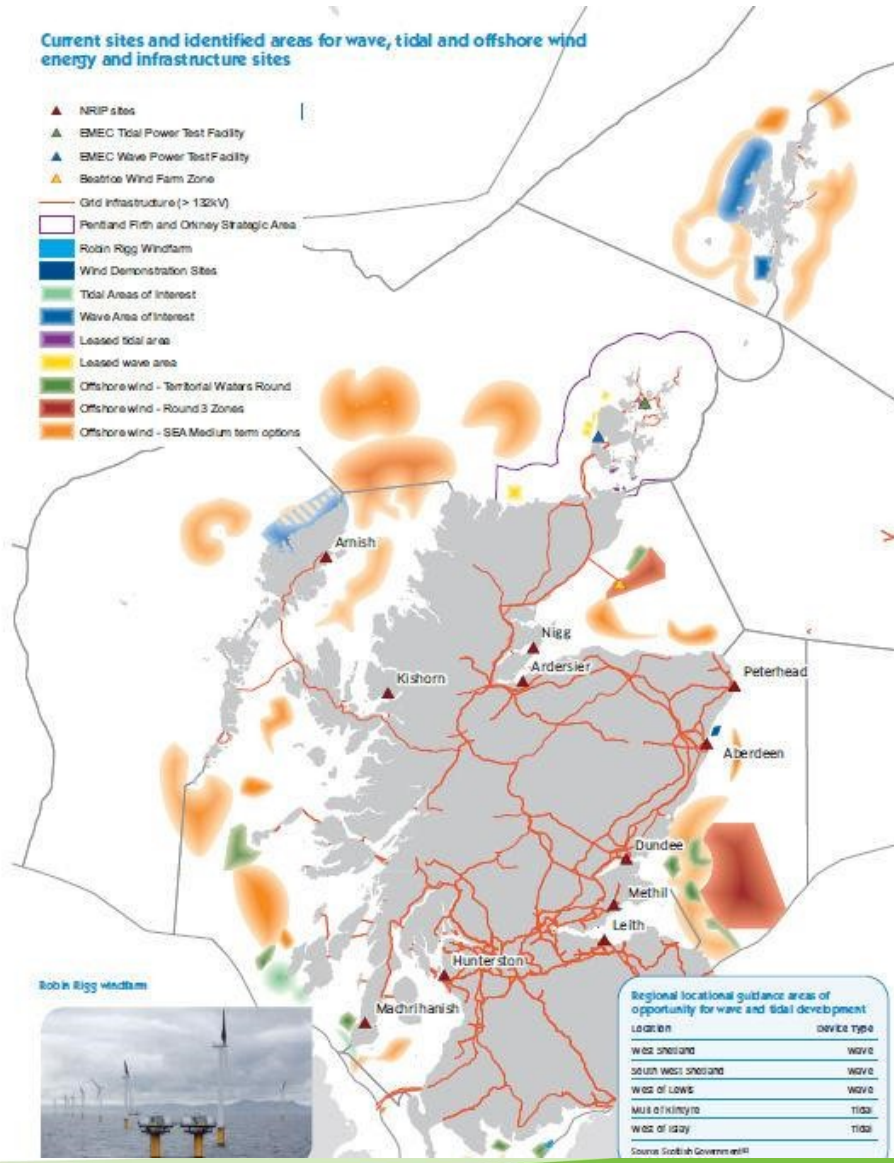 Current sites and identified areas for wave, tidal and offshore wind
energy and infrastructure sites
NRIP sites
EMEC Tidal Power Test Facility
EMEC Wave Power Test Facility
Beatrice Wind Farm Zone
Grid infrastructure (> 132kV)
Pentland Firth and Orkney Strategic Area
Robin Rigg Windfarm
Wind Demonstration Sites
Tidal Areas of Interest
Wave Area of Interest
Leased tidal area
Leased wave area
Offshore wind - Territorial Waters Round
Offshore wind - Round 3 Zones
Offshore wind - SEA Medium term options
Arnish
Nigg
Ardersier
Kishorn
Peterhead
Aberdeen
Dundee
Methil
Leith
Hunterston
Machrihanish
Robin Rigg windfarm
Regional locational guidance areas of
opportunity for wave and tidal development
Location Device Type
West Shetland Wave
South West Shetland Wave
West of Lewis Wave
Mull of Kintyre Tidal
West of Islay Tidal
Source: Scottish Government